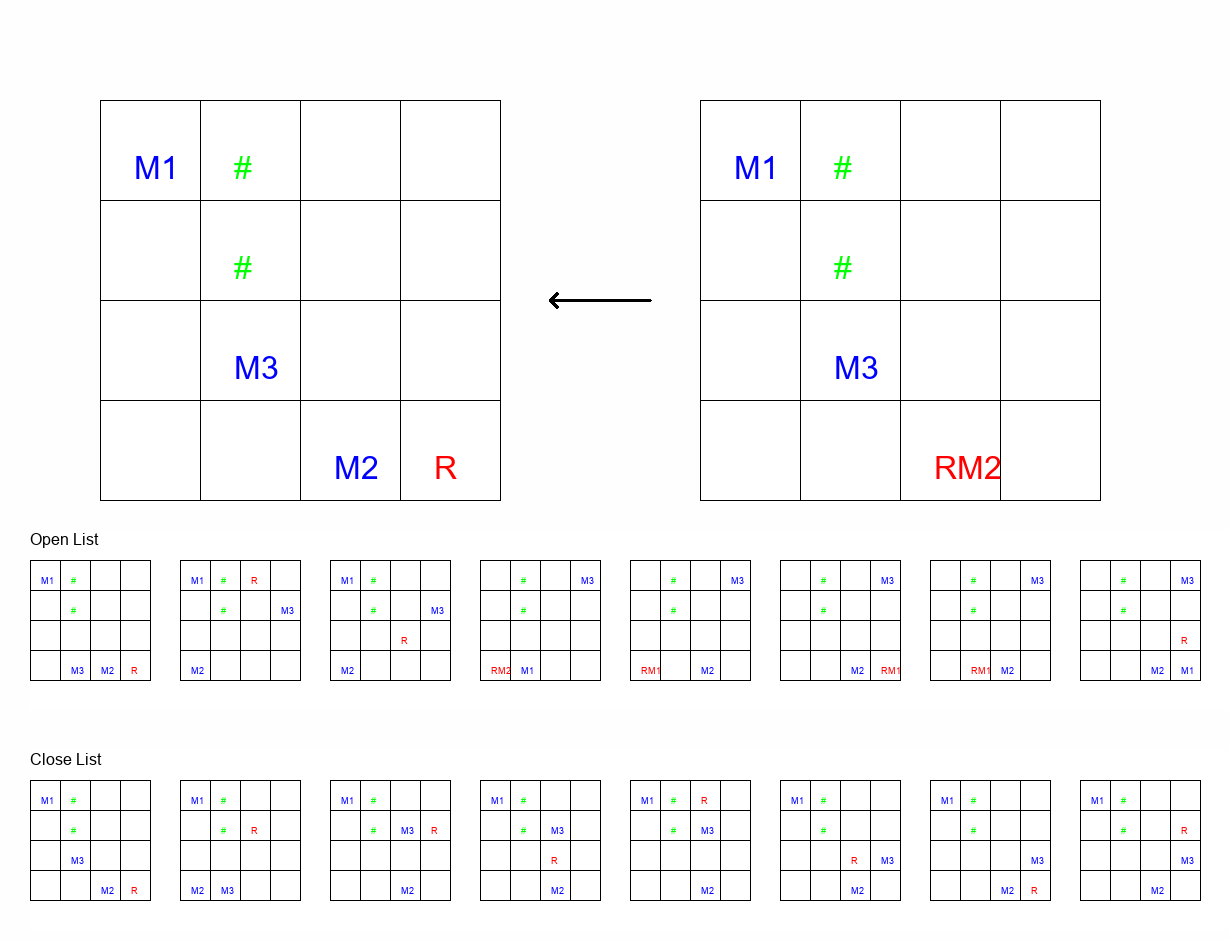 M1 # M1 #
# #
M3 M3
M2 R RM2
Open List
M1 # M1 # R M1 # # M3 # M3 # M3 # M3 # M3
# # M3 # M3 # # # # #
R R
M3 M2 R M2 M2 RM2 M1 RM1 M2 M2 RM1 RM1 M2 M2 M1
Close List
M1 # M1 # M1 # M1 # M1 # R M1 # M1 # M1 #
# # R # M3 R # M3 # M3 # # # R
M3 R R M3 M3 M3
M2 R M2 M3 M2 M2 M2 M2 M2 R M2